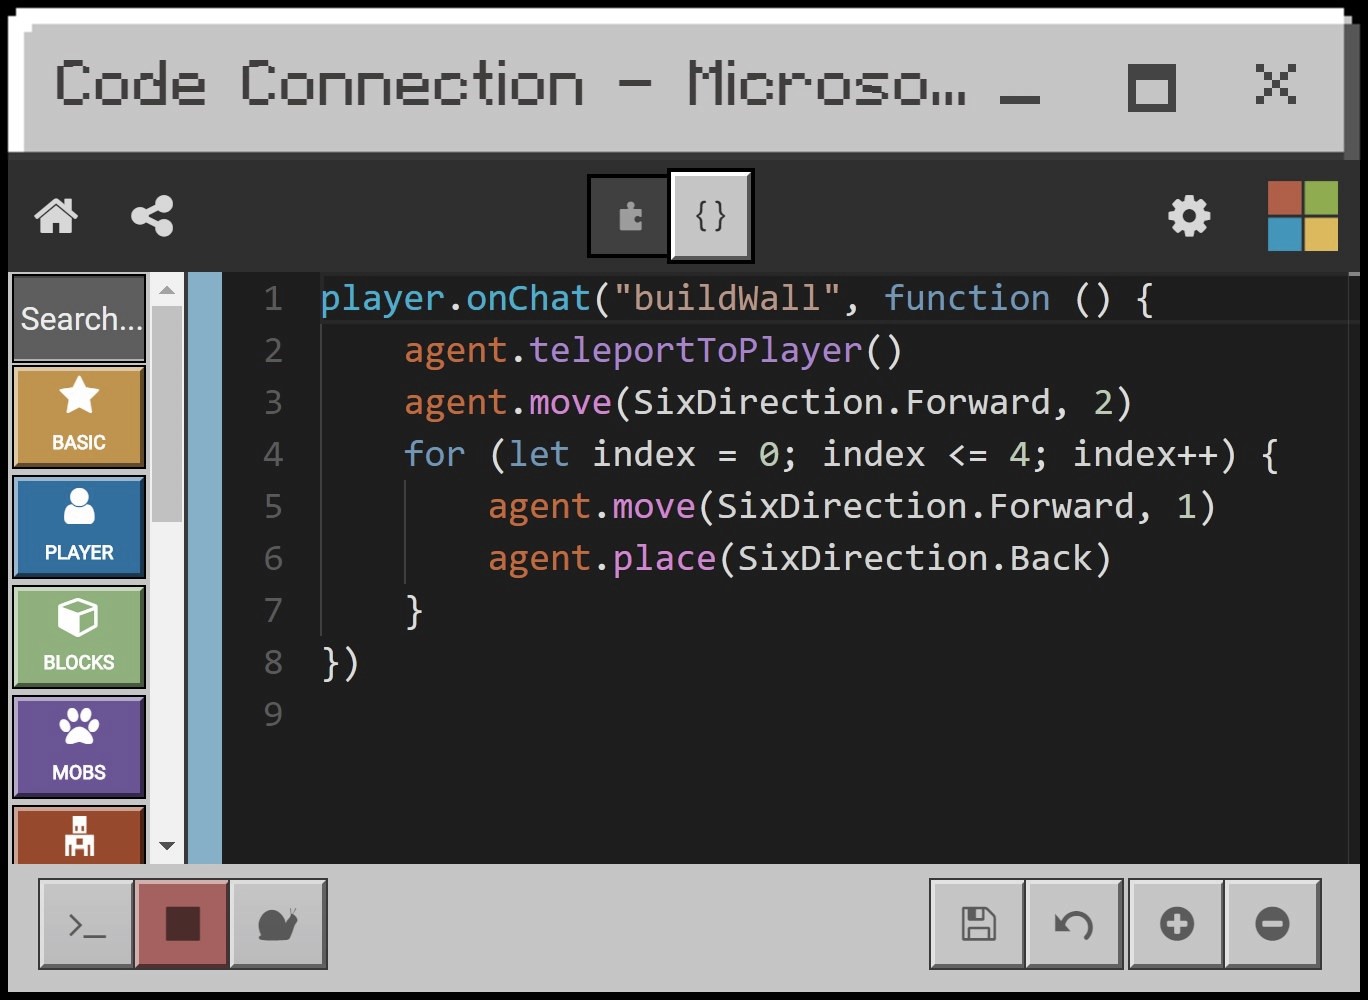 Code Connection - Microso...
{}
Search...
BASIC
PLAYER
BLOCKS
MOBS
1 player.onChat("buildWall", function () {
2     agent.teleportToPlayer()
3     agent.move(SixDirection.Forward, 2)
4     for (let index = 0; index <= 4; index++) {
5         agent.move(SixDirection.Forward, 1)
6         agent.place(SixDirection.Back)
7     }
8 })
9